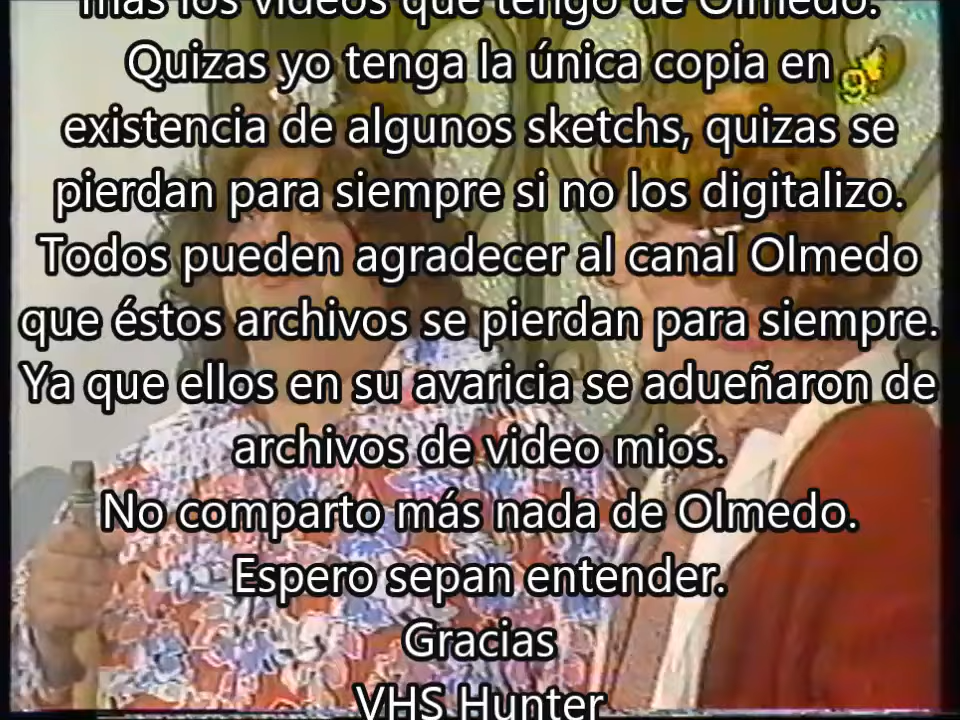 más los videos que tengo de Olmedo.
Quizas yo tenga la única copia en
existencia de algunos sketchs, quizas se
pierdan para siempre si no los digitalizo.
Todos pueden agradecer al canal Olmedo
que éstos archivos se pierdan para siempre.
Ya que ellos en su avaricia se adueñaron de
archivos de video mios.
No comparto más nada de Olmedo.
Espero sepan entender.
Gracias
VHS Hunter
9